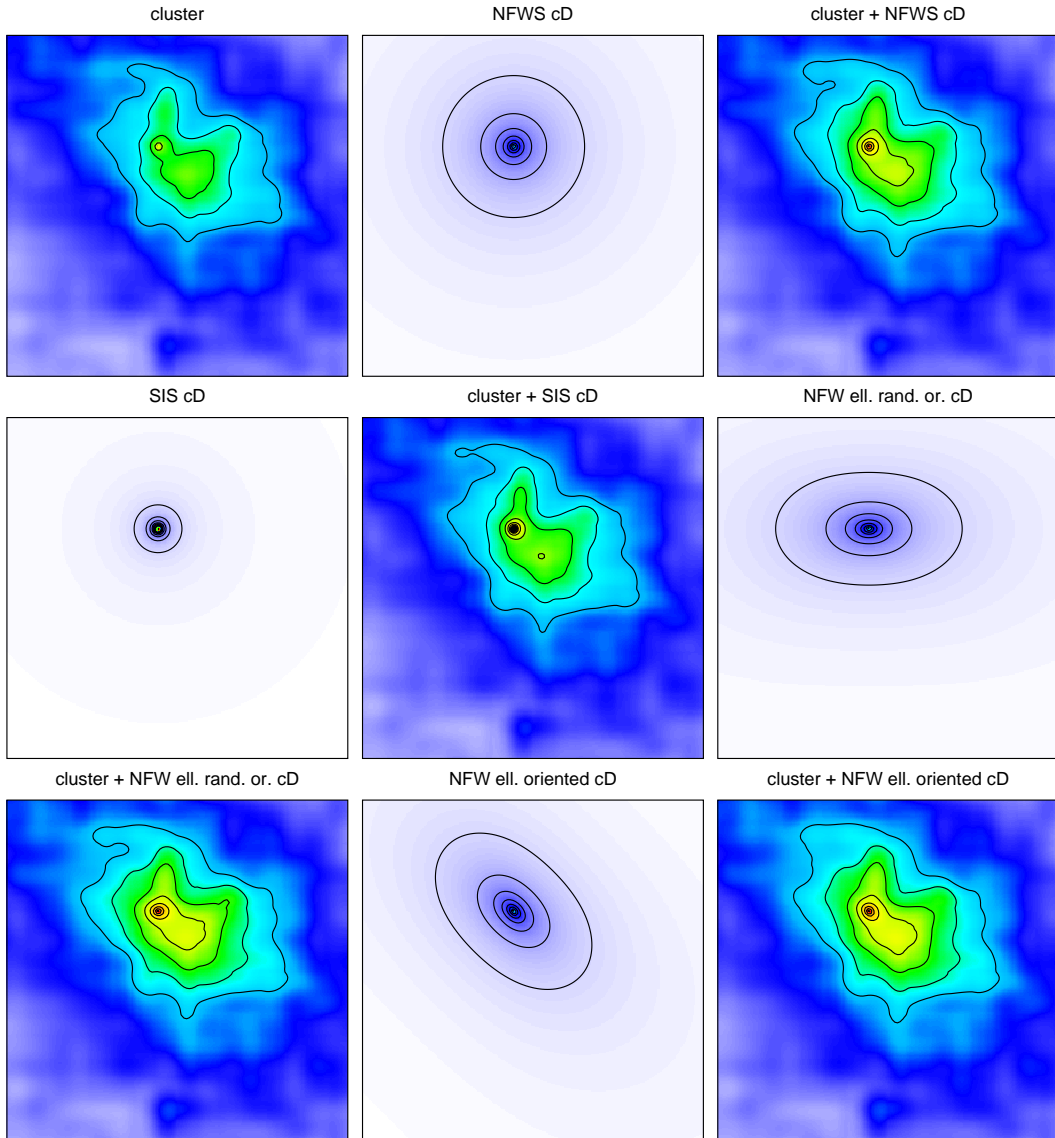 cluster
NFWS cD
cluster + NFWS cD
SIS cD
cluster + SIS cD
NFW ell. rand. or. cD
cluster + NFW ell. rand. or. cD
NFW ell. oriented cD
cluster + NFW ell. oriented cD